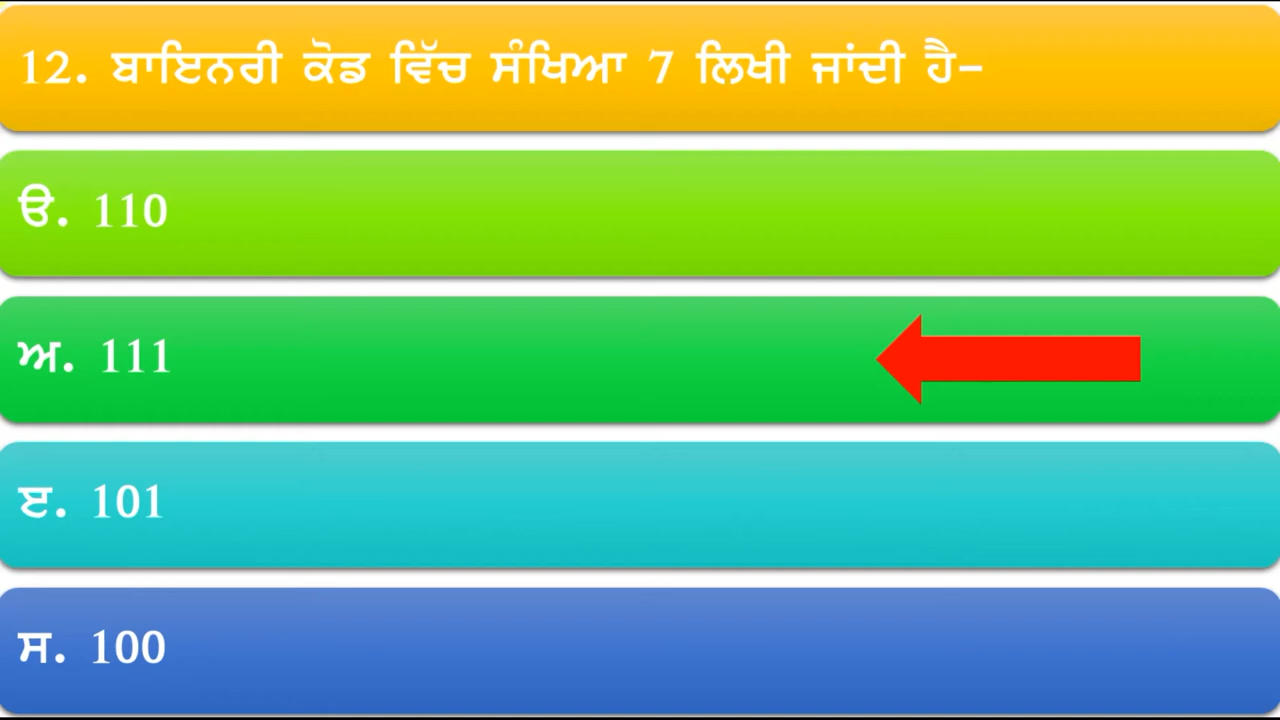 12. ਬਾਇਨਰੀ ਕੋਡ ਵਿੱਚ ਸੰਖਿਆ 7 ਲਿਖੀ ਜਾਂਦੀ ਹੈ–
ੳ. 110
ਅ. 111
ੲ. 101
ਸ. 100